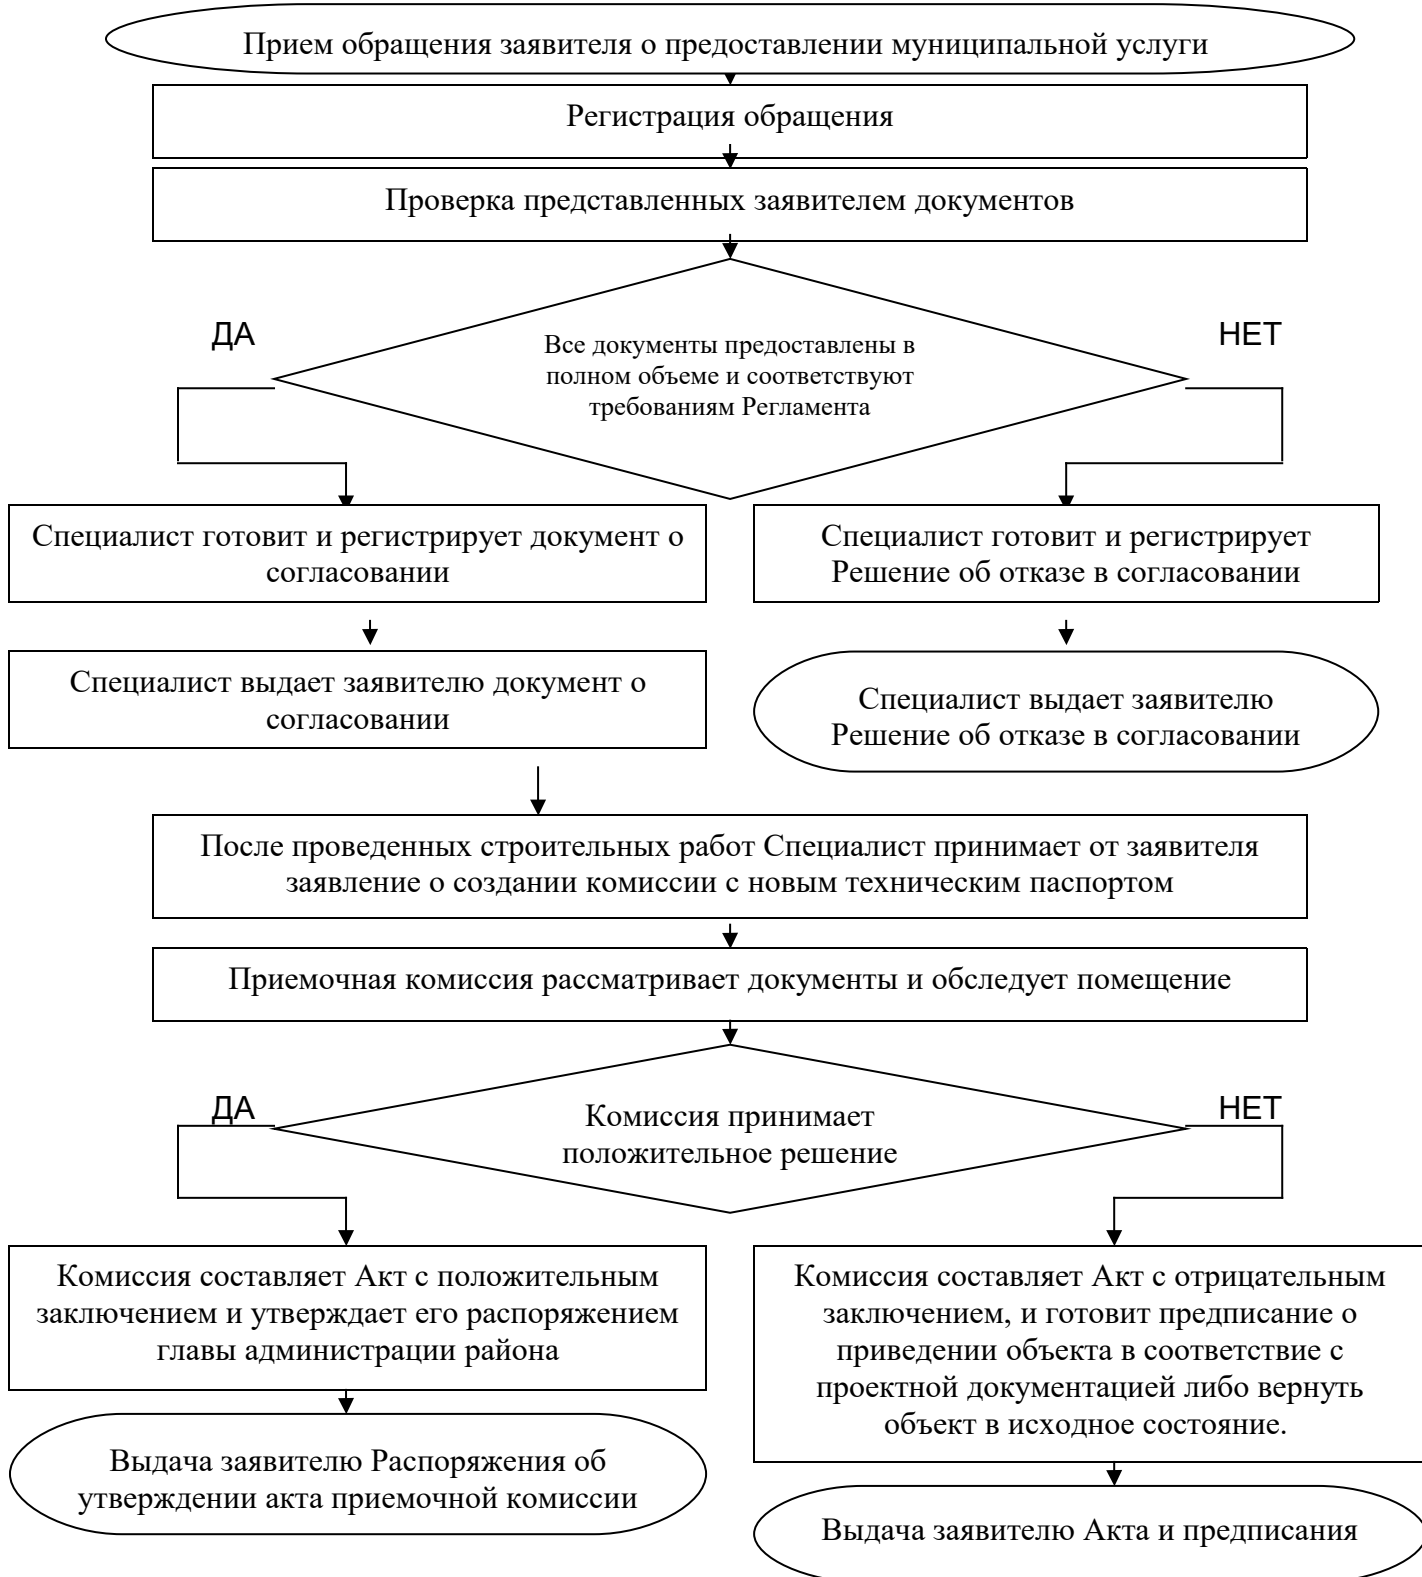 Прием обращения заявителя о предоставлении муниципальной услуги
Регистрация обращения
Проверка представленных заявителем документов
ДА
НЕТ
Все документы предоставлены в
полном объеме и соответствуют
требованиям Регламента
Специалист готовит и регистрирует документ о
согласовании
Специалист готовит и регистрирует
Решение об отказе в согласовании
Специалист выдает заявителю документ о
согласовании
Специалист выдает заявителю
Решение об отказе в согласовании
После проведенных строительных работ Специалист принимает от заявителя
заявление о создании комиссии с новым техническим паспортом
Приемочная комиссия рассматривает документы и обследует помещение
ДА
НЕТ
Комиссия принимает
положительное решение
Комиссия составляет Акт с положительным
заключением и утверждает его распоряжением
главы администрации района
Комиссия составляет Акт с отрицательным
заключением, и готовит предписание о
приведении объекта в соответствие с
проектной документацией либо вернуть
объект в исходное состояние.
Выдача заявителю Распоряжения об
утверждении акта приемочной комиссии
Выдача заявителю Акта и предписания